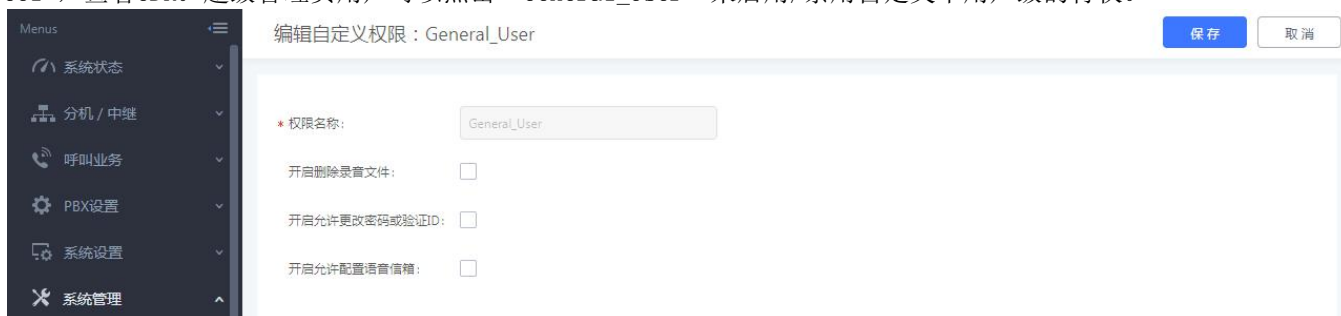 Menus
编辑自定义权限：General_User
保存
取消
系统状态
分机 / 中继
* 权限名称：
General_User
呼叫业务
开启删除录音文件：
PBX设置
开启允许更改密码或验证ID：
系统设置
开启允许配置语音信箱：
系统管理